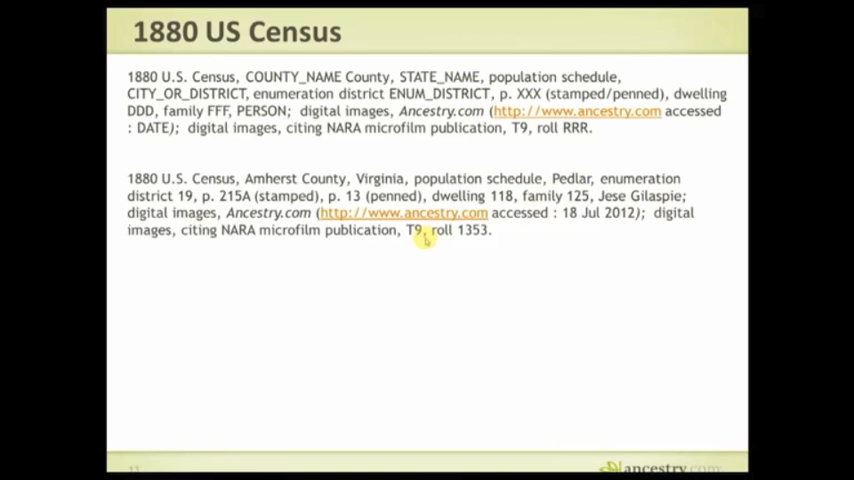 1880 US Census
1880 U.S. Census, COUNTY_NAME County, STATE_NAME, population schedule,
CITY_OR_DISTRICT, enumeration district ENUM_DISTRICT, p. XXX (stamped/penned), dwelling
DDD, family FFF, PERSON;  digital images, Ancestry.com (http://www.ancestry.com accessed
: DATE);  digital images, citing NARA microfilm publication, T9, roll RRR.
1880 U.S. Census, Amherst County, Virginia, population schedule, Pedlar, enumeration
district 19, p. 215A (stamped), p. 13 (penned), dwelling 118, family 125, Jese Gilaspie;
digital images, Ancestry.com (http://www.ancestry.com accessed : 18 Jul 2012);  digital
images, citing NARA microfilm publication, T9, roll 1353.
ancestry.com